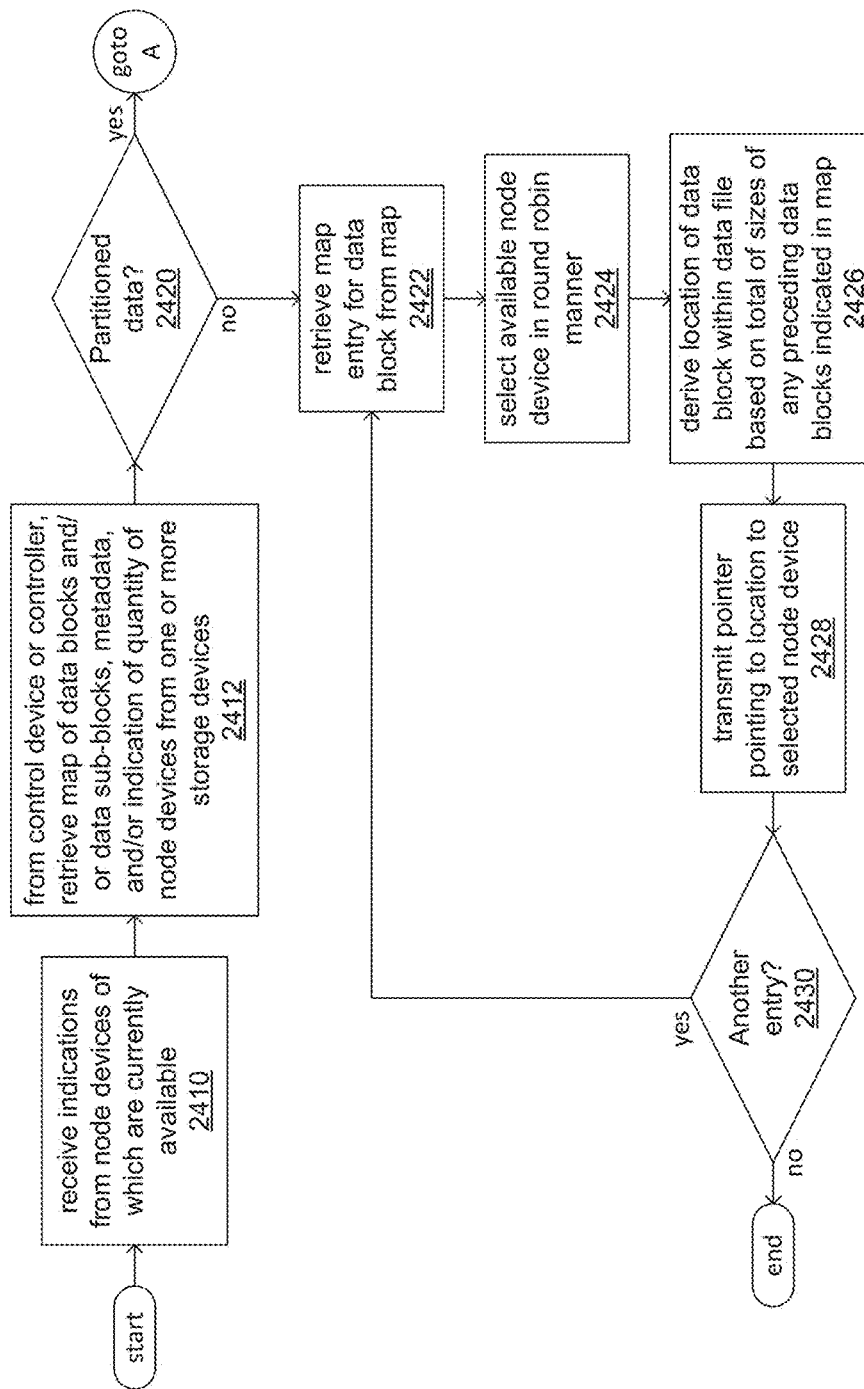 start
receive indications
from node devices of
which are currently
available
2410
from control device or controller,
retrieve map of data blocks and/
or data sub-blocks, metadata,
and/or indication of quantity of
node devices from one or more
storage devices
2412
Partitioned
data?
2420
yes
goto
A
no
retrieve map
entry for data
block from map
2422
select available node
device in round robin
manner
2424
derive location of data
block within data file
based on total of sizes of
any preceding data
blocks indicated in map
2426
transmit pointer
pointing to location to
selected node device
2428
Another
entry?
2430
yes
no
end